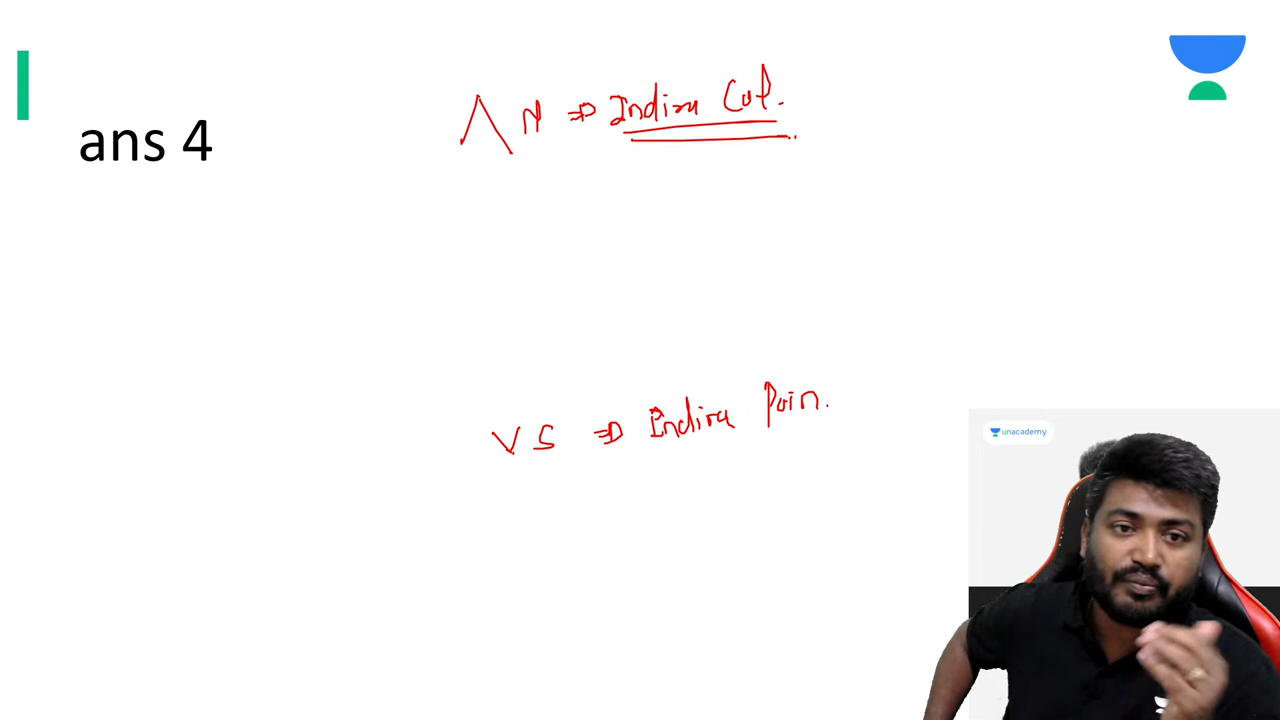 ans 4
N ⇒ Indira Col.
S ⇒ Indira Poin.
unacademy